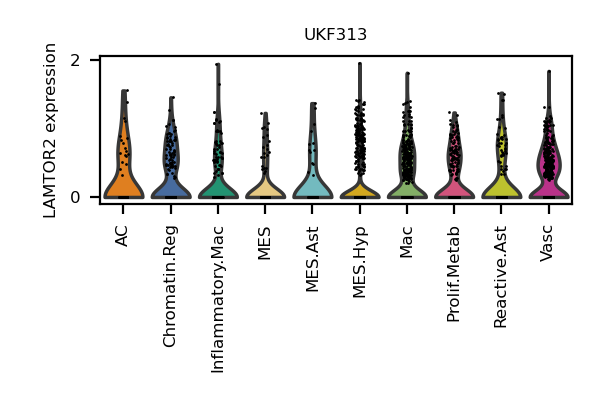 UKF313
LAMTOR2 expression
2
0
AC
Chromatin.Reg
Inflammatory.Mac
MES
MES.Ast
MES.Hyp
Mac
Prolif.Metab
Reactive.Ast
Vasc